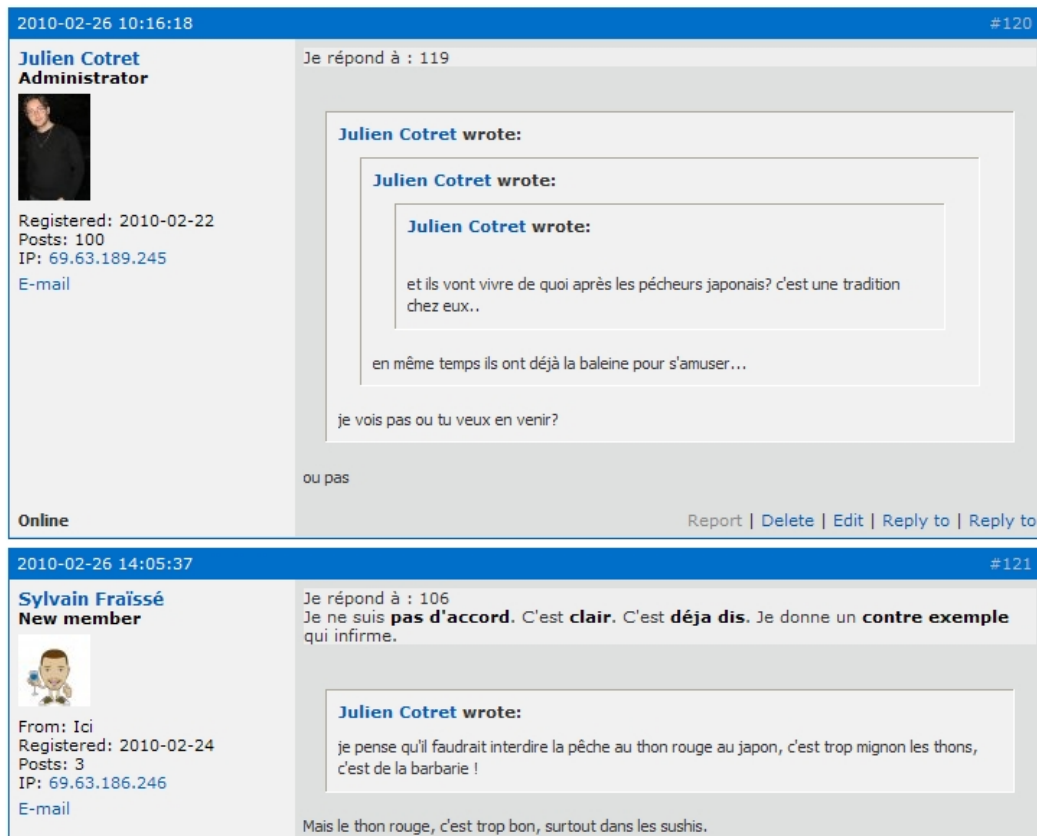 2010-02-26 10:16:18 #120
Julien Cotret
Administrator
Registered: 2010-02-22
Posts: 100
IP: 69.63.189.245
E-mail
Online
Je répond à : 119
Julien Cotret wrote:
Julien Cotret wrote:
Julien Cotret wrote:
et ils vont vivre de quoi après les pécheurs japonais? c'est une tradition
chez eux..
en même temps ils ont déjà la baleine pour s'amuser...
je vois pas ou tu veux en venir?
ou pas
Report | Delete | Edit | Reply to | Reply to
2010-02-26 14:05:37 #121
Sylvain Fraïssé
New member
From: Ici
Registered: 2010-02-24
Posts: 3
IP: 69.63.186.246
E-mail
Je répond à : 106
Je ne suis pas d'accord. C'est clair. C'est déja dis. Je donne un contre exemple
qui infirme.
Julien Cotret wrote:
je pense qu'il faudrait interdire la pêche au thon rouge au japon, c'est trop mignon les thons,
c'est de la barbarie !
Mais le thon rouge, c'est trop bon, surtout dans les sushis.